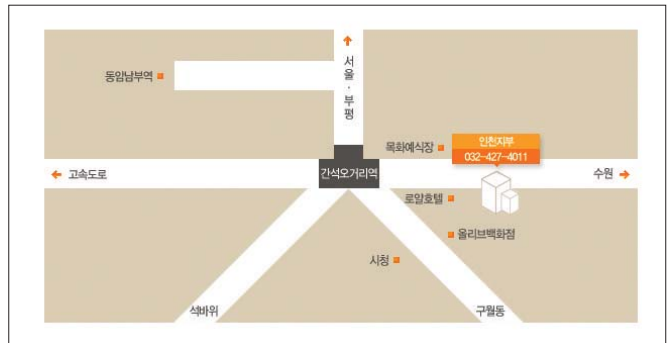 서울·부평
동암남부역
목화예식장
인천지부
032-427-4011
고속도로
간석오거리역
수원
로얄호텔
올리브백화점
시청
석바위
구월동